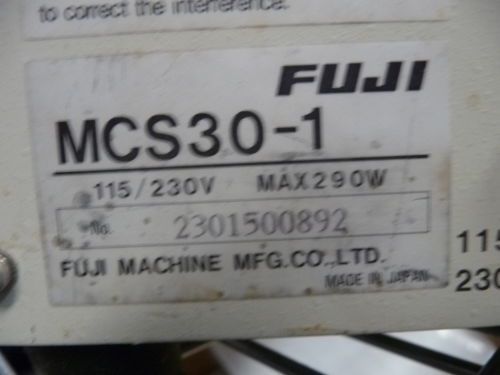 to correct the interference.
FUJI
MCS30-1
115/230V MAX290W
No. 2301500892
FUJI MACHINE MFG.CO.,LTD.
MADE IN JAPAN
115
230